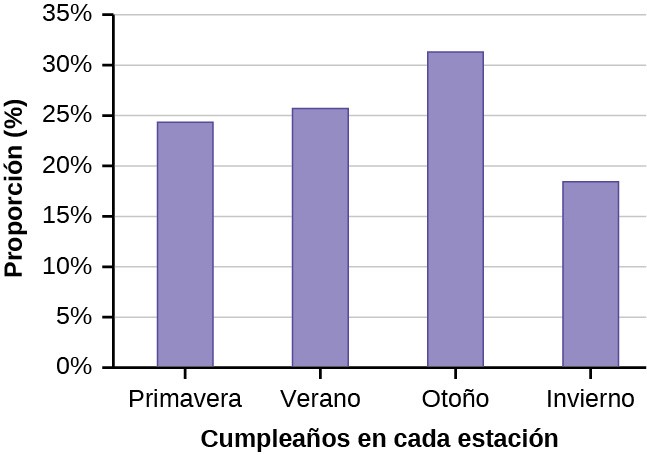 35%
30%
25%
20%
15%
10%
5%
0%
Proporción (%)
Primavera Verano Otoño Invierno
Cumpleaños en cada estación